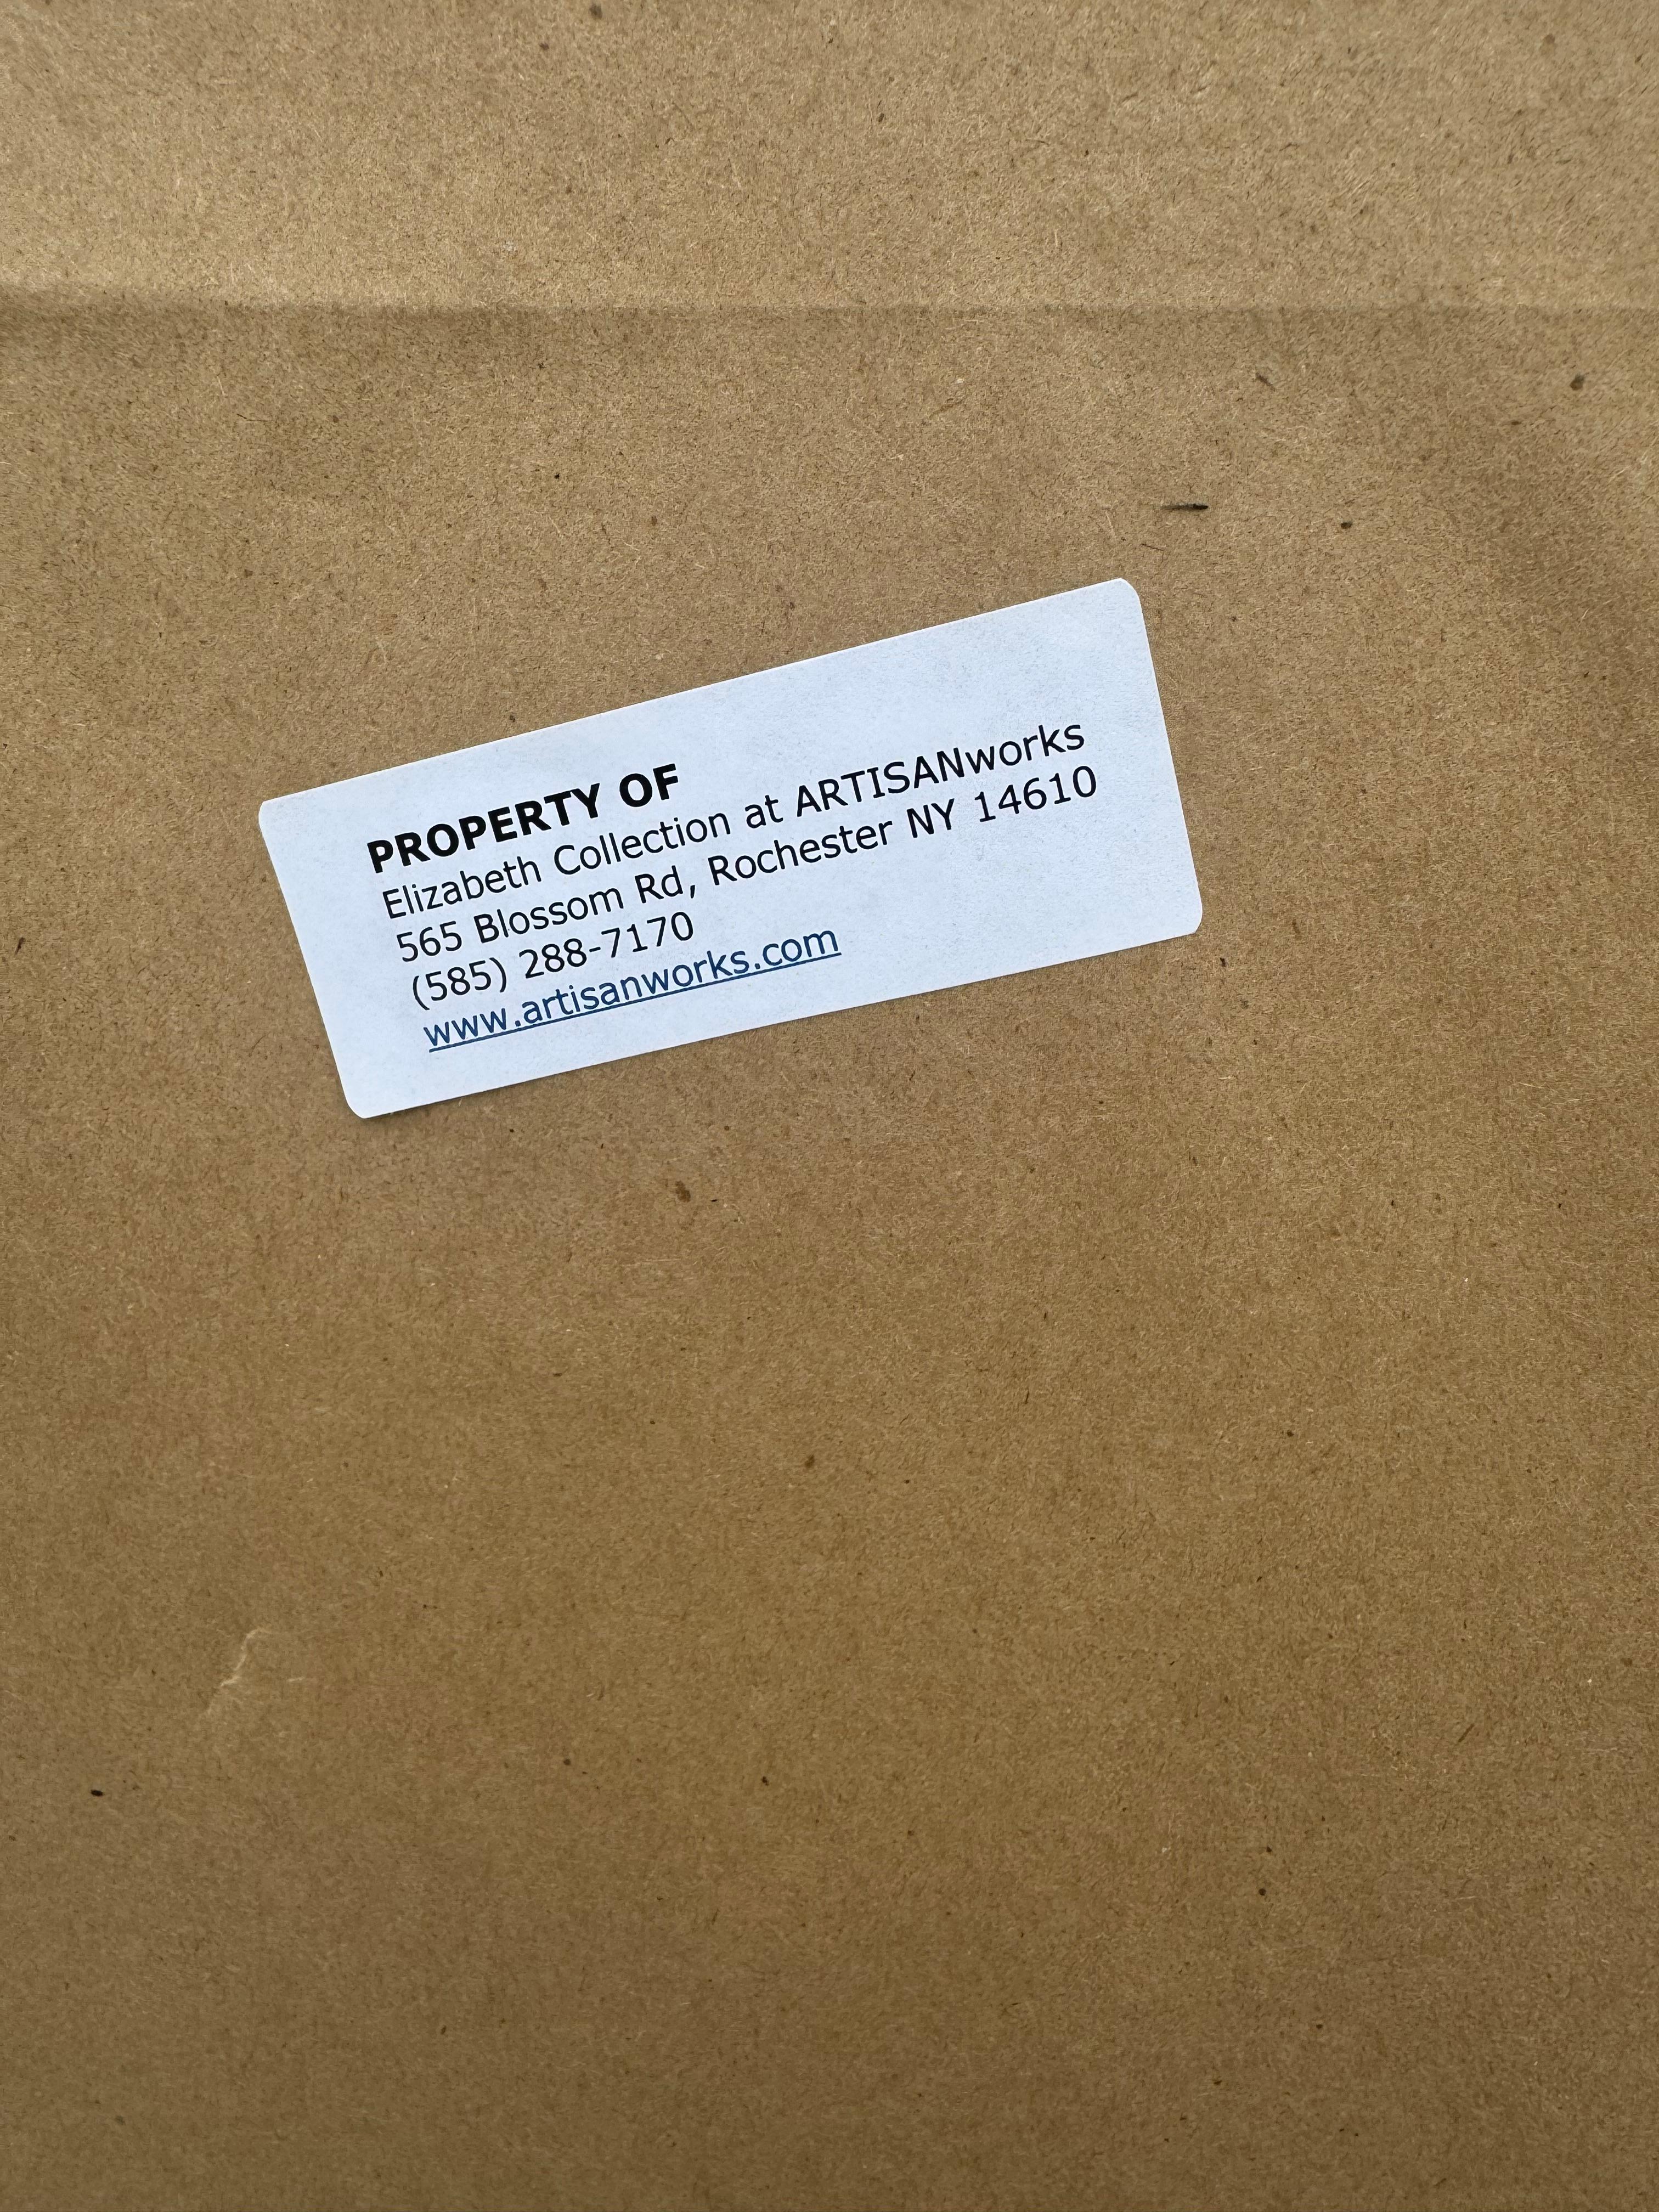 PROPERTY OF
Elizabeth Collection at ARTISANworks
565 Blossom Rd, Rochester NY 14610
(585) 288-7170
www.artisanworks.com